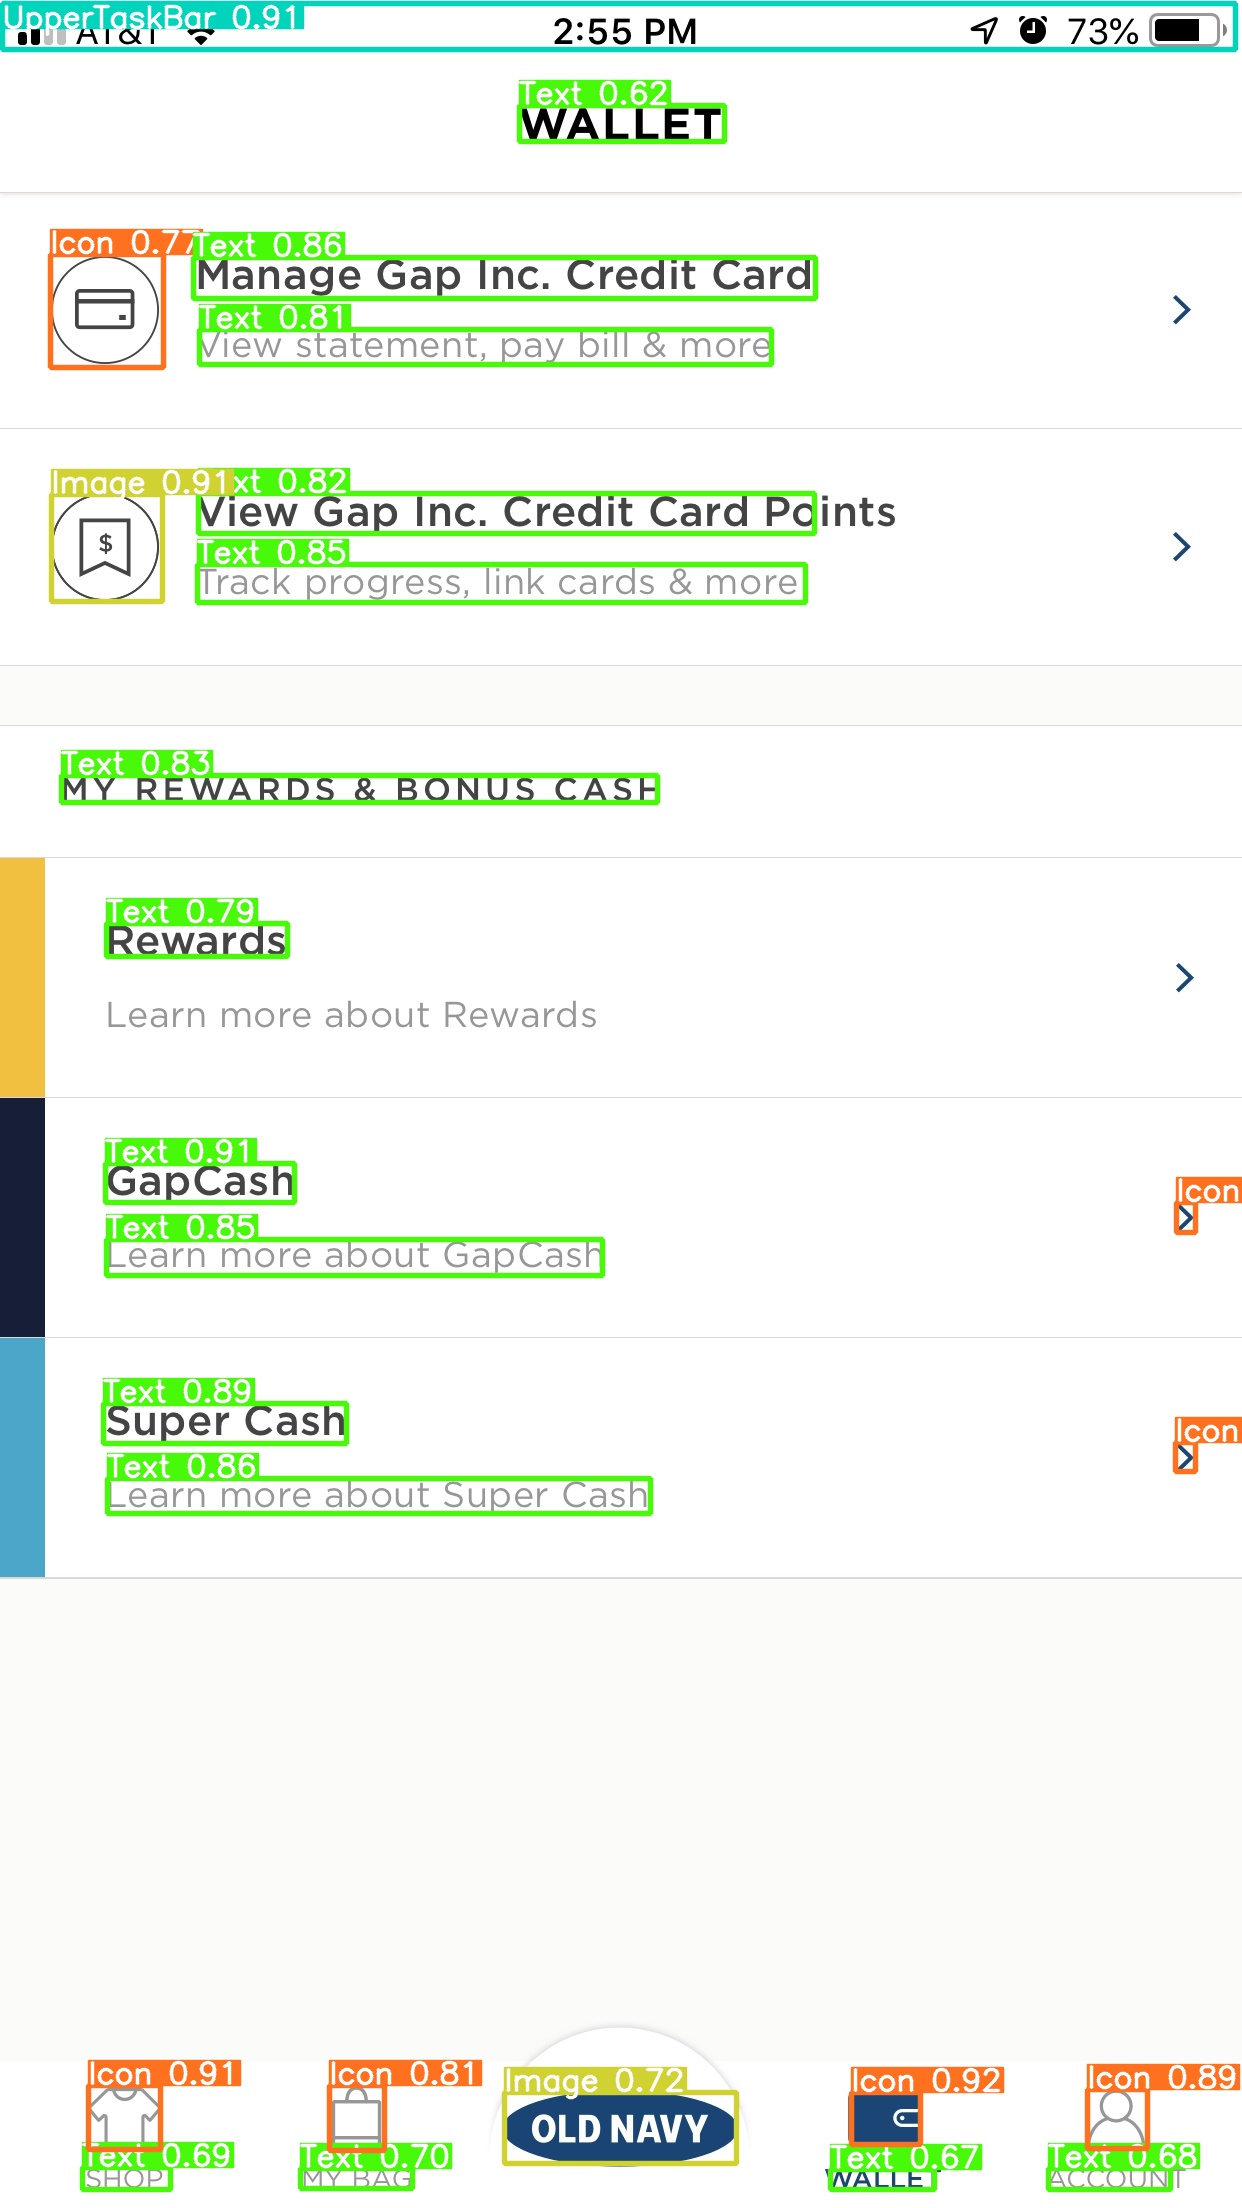 UpperTaskBar 0.91
AT&T 2:55 PM 73%
Text 0.62
WALLET
Icon 0.77 Text 0.86
Manage Gap Inc. Credit Card
Text 0.81
View statement, pay bill & more
Image 0.91 xt 0.82
View Gap Inc. Credit Card Points
$
Text 0.85
Track progress, link cards & more
Text 0.83
MY REWARDS & BONUS CASH
Text 0.79
Rewards
Learn more about Rewards
Text 0.91
GapCash
Icon
Text 0.85
Learn more about GapCash
Text 0.89
Super Cash
Icon
Text 0.86
Learn more about Super Cash
Icon 0.91 Icon 0.81 Image 0.72 Icon 0.92 Icon 0.89
OLD NAVY
Text 0.69 Text 0.70 Text 0.67 Text 0.68
SHOP MY BAG WALLET ACCOUNT